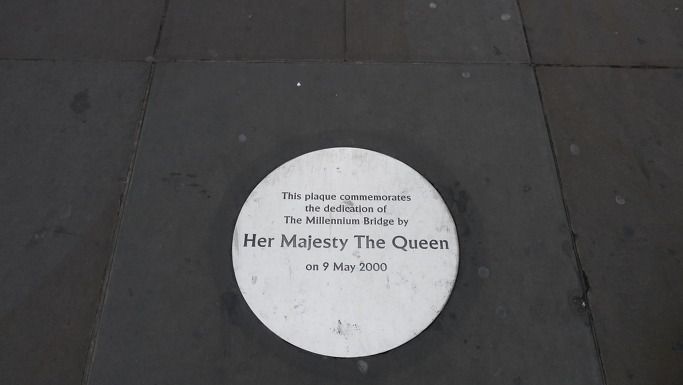 This plaque commemorates
the dedication of
The Millennium Bridge by
Her Majesty The Queen
on 9 May 2000